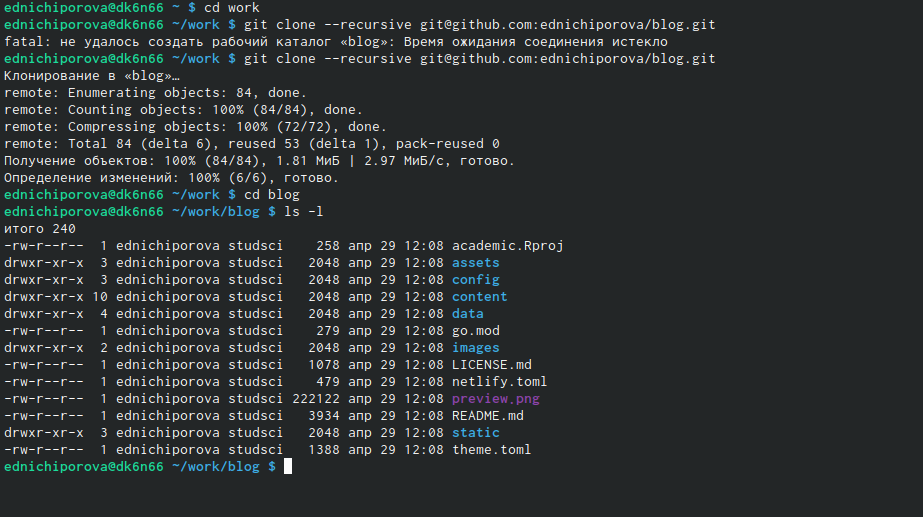 ednichiporova@dk6n66 ~ $ cd work
ednichiporova@dk6n66 ~/work $ git clone --recursive git@github.com:ednichiporova/blog.git
fatal: не удалось создать рабочий каталог «blog»: Время ожидания соединения истекло
ednichiporova@dk6n66 ~/work $ git clone --recursive git@github.com:ednichiporova/blog.git
Клонирование в «blog»…
remote: Enumerating objects: 84, done.
remote: Counting objects: 100% (84/84), done.
remote: Compressing objects: 100% (72/72), done.
remote: Total 84 (delta 6), reused 53 (delta 1), pack-reused 0
Получение объектов: 100% (84/84), 1.81 МиБ | 2.97 МиБ/с, готово.
Определение изменений: 100% (6/6), готово.
ednichiporova@dk6n66 ~/work $ cd blog
ednichiporova@dk6n66 ~/work/blog $ ls -l
итого 240
-rw-r--r-- 1 ednichiporova studsci 258 апр 29 12:08 academic.Rproj
drwxr-xr-x 3 ednichiporova studsci 2048 апр 29 12:08 assets
drwxr-xr-x 3 ednichiporova studsci 2048 апр 29 12:08 config
drwxr-xr-x 10 ednichiporova studsci 2048 апр 29 12:08 content
drwxr-xr-x 4 ednichiporova studsci 2048 апр 29 12:08 data
-rw-r--r-- 1 ednichiporova studsci 279 апр 29 12:08 go.mod
drwxr-xr-x 2 ednichiporova studsci 2048 апр 29 12:08 images
-rw-r--r-- 1 ednichiporova studsci 1078 апр 29 12:08 LICENSE.md
-rw-r--r-- 1 ednichiporova studsci 479 апр 29 12:08 netlify.toml
-rw-r--r-- 1 ednichiporova studsci 222122 апр 29 12:08 preview.png
-rw-r--r-- 1 ednichiporova studsci 3934 апр 29 12:08 README.md
drwxr-xr-x 3 ednichiporova studsci 2048 апр 29 12:08 static
-rw-r--r-- 1 ednichiporova studsci 1388 апр 29 12:08 theme.toml
ednichiporova@dk6n66 ~/work/blog $